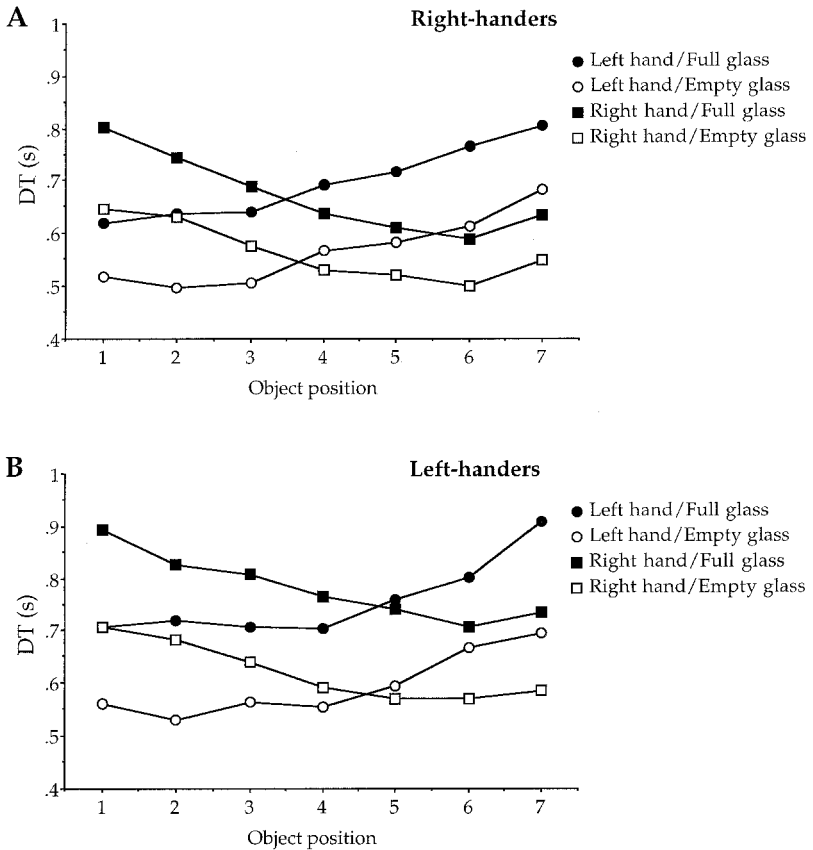 A
Right-handers
1
.9
.8
.7
.6
.5
.4
DT (s)
Left hand/Full glass
Left hand/Empty glass
Right hand/Full glass
Right hand/Empty glass
1 2 3 4 5 6 7
Object position
B
Left-handers
1
.9
.8
.7
.6
.5
.4
DT (s)
Left hand/Full glass
Left hand/Empty glass
Right hand/Full glass
Right hand/Empty glass
1 2 3 4 5 6 7
Object position